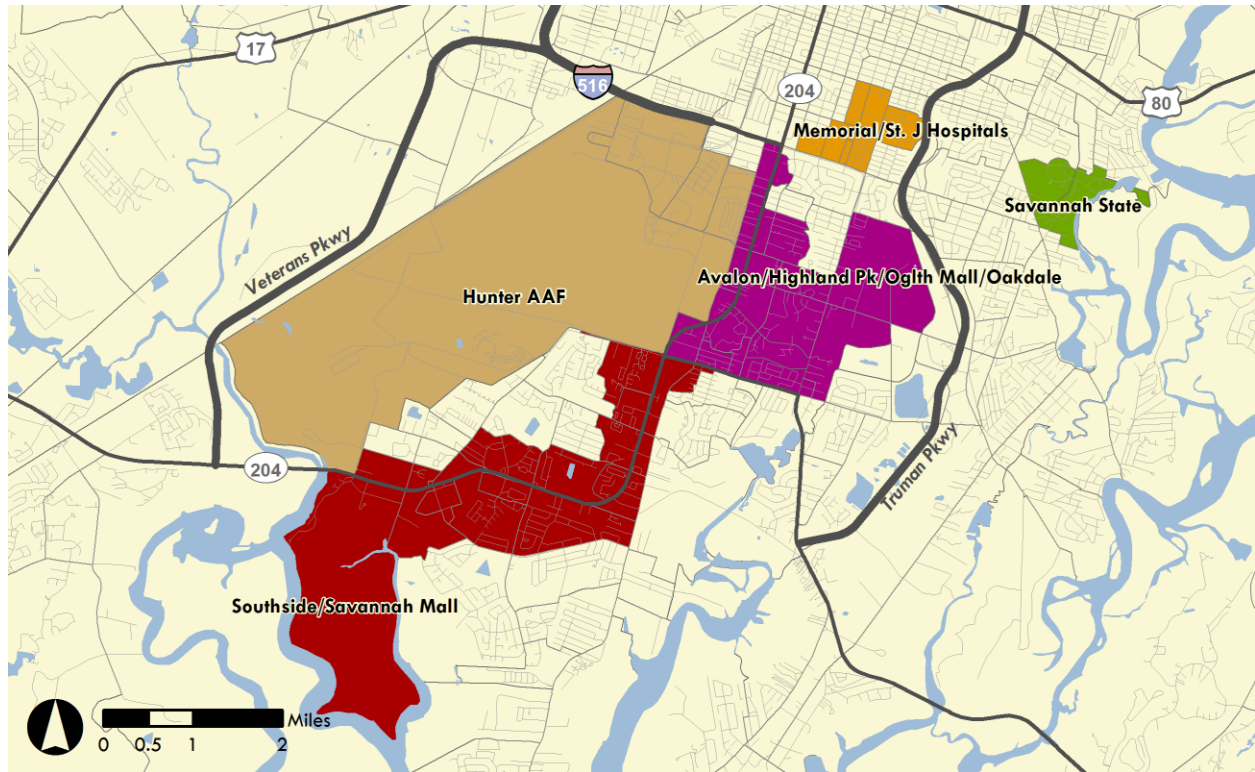 17
516
204
80
Memorial/St. J Hospitals
Savannah State
Veterans Pkwy
Avalon/Highland Pk/Oglth Mall/Oakdale
Hunter AAF
204
Truman Pkwy
Southside/Savannah Mall
Miles
0 0.5 1 2